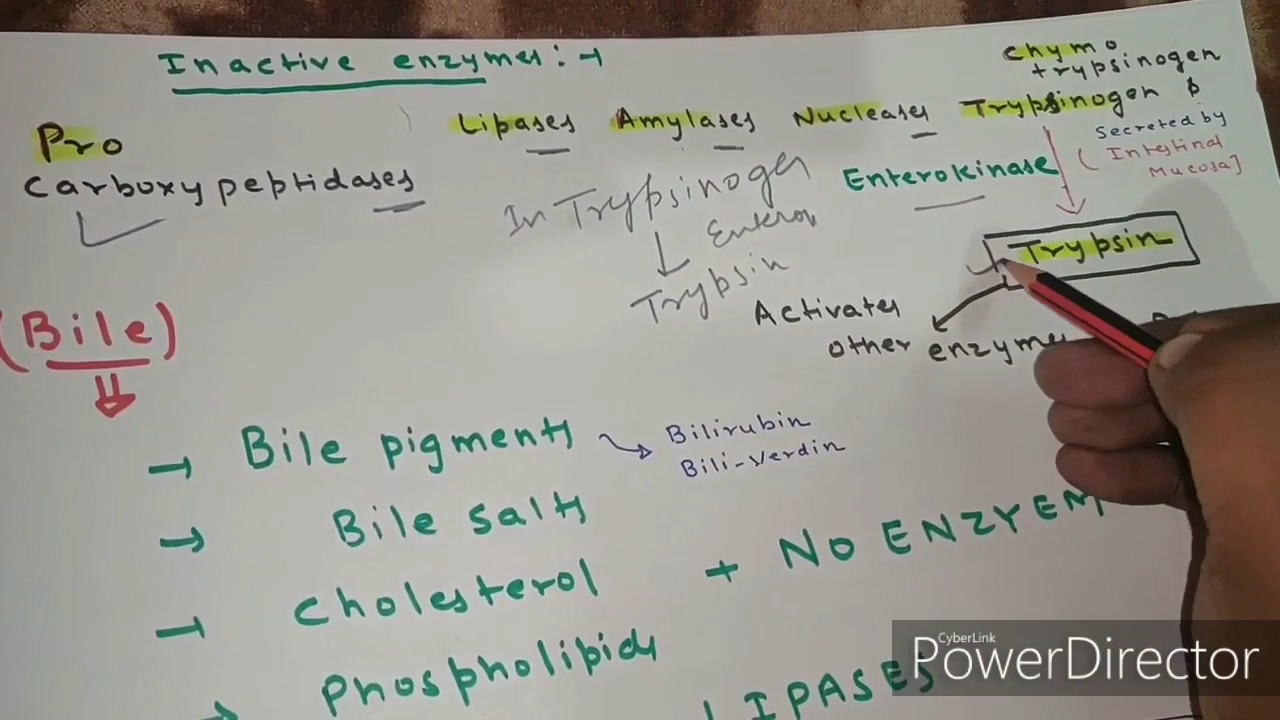 Inactive enzymes:→
chymo
trypsinogen
Pro
carboxypeptidases
Lipases Amylases Nucleases Trypsinogen
Secreted by
(Intestinal
Mucosa]
Enterokinase
In Trypsinogen
Trypsin
Trypsin
Activates
other enzymes
(Bile)
→ Bile pigments
Bilirubin
Bili-Verdin
→ Bile salts
→ cholesterol
+ NO ENZYEM
→ phospholipids
LIPASES
CyberLink
PowerDirector